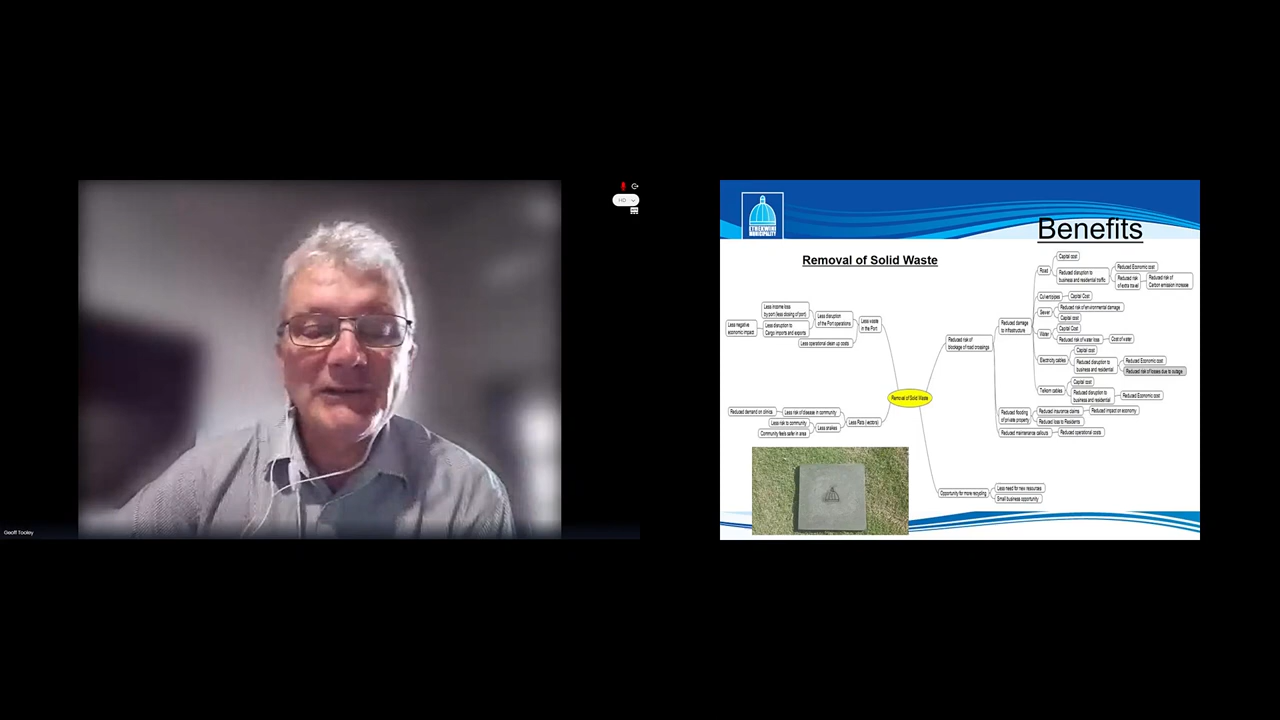 HD
Geoff Tooley
ETHEKWINI
MUNICIPALITY
Benefits
Removal of Solid Waste
Less income loss
by port (less closing of port)
Less negative
economic impact
Less disruption to
Cargo imports and exports
Less disruption
of the Port operations
Less operational clean up costs
Less waste
in the Port
Reduced demand on clinics
Less risk of disease in community
Less risk to community
Community feels safer in area
Less snakes
Less Rats (vectors)
Removal of Solid Waste
Reduced risk of
blockage of road crossings
Reduced damage
to infrastructure
Road
Capital cost
Reduced disruption to
business and residential traffic
Reduced Economic cost
Reduced risk
of extra travel
Reduced risk of
Carbon emission increase
Culvert/pipes
Capital Cost
Sewer
Reduced risk of environmental damage
Capital cost
Water
Capital Cost
Reduced risk of water loss
Cost of water
Electricity cables
Capital cost
Reduced disruption to
business and residential
Reduced Economic cost
Reduced risk of losses due to outage
Telkom cables
Capital cost
Reduced disruption to
business and residential
Reduced Economic cost
Reduced flooding
of private property
Reduced insurance claims
Reduced impact on economy
Reduced loss to Residents
Reduced maintenance callouts
Reduced operational costs
Opportunity for more recycling
Less need for new resources
Small business opportunity